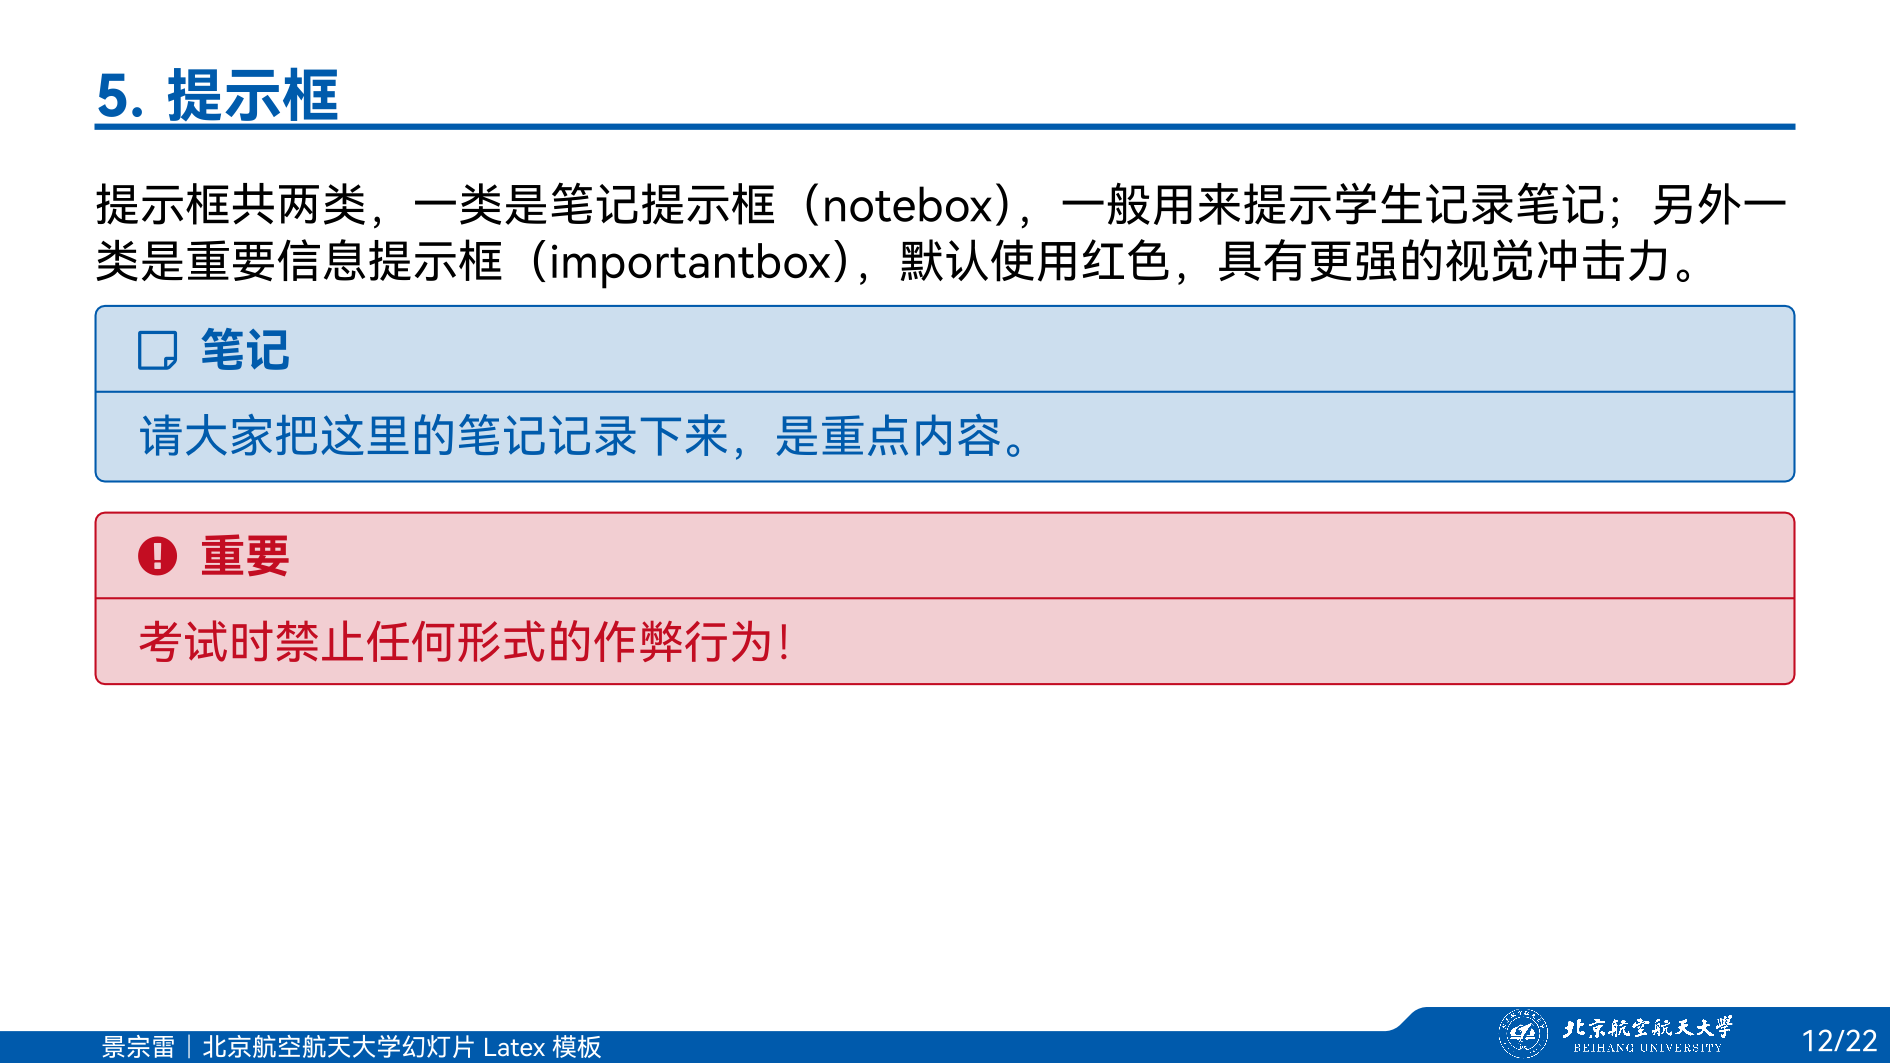 5. 提示框
提示框共两类，一类是笔记提示框（notebox），一般用来提示学生记录笔记；另外一
类是重要信息提示框（importantbox），默认使用红色，具有更强的视觉冲击力。
笔记
请大家把这里的笔记记录下来，是重点内容。
重要
考试时禁止任何形式的作弊行为！
景宗雷｜北京航空航天大学幻灯片 Latex 模板
北京航空航天大學
BEIHANG UNIVERSITY
12/22